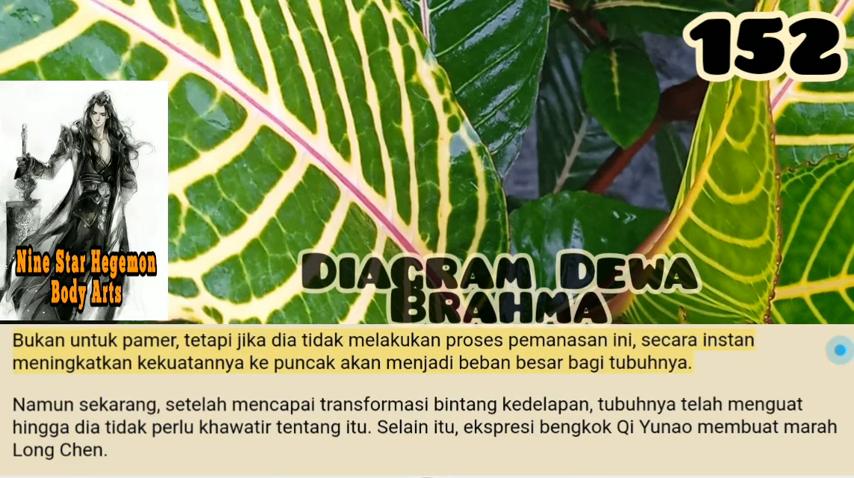 152
Nine Star Hegemon
Body Arts
Diagram Dewa
Brahma
Bukan untuk pamer, tetapi jika dia tidak melakukan proses pemanasan ini, secara instan
meningkatkan kekuatannya ke puncak akan menjadi beban besar bagi tubuhnya.
Namun sekarang, setelah mencapai transformasi bintang kedelapan, tubuhnya telah menguat
hingga dia tidak perlu khawatir tentang itu. Selain itu, ekspresi bengkok Qi Yunao membuat marah
Long Chen.